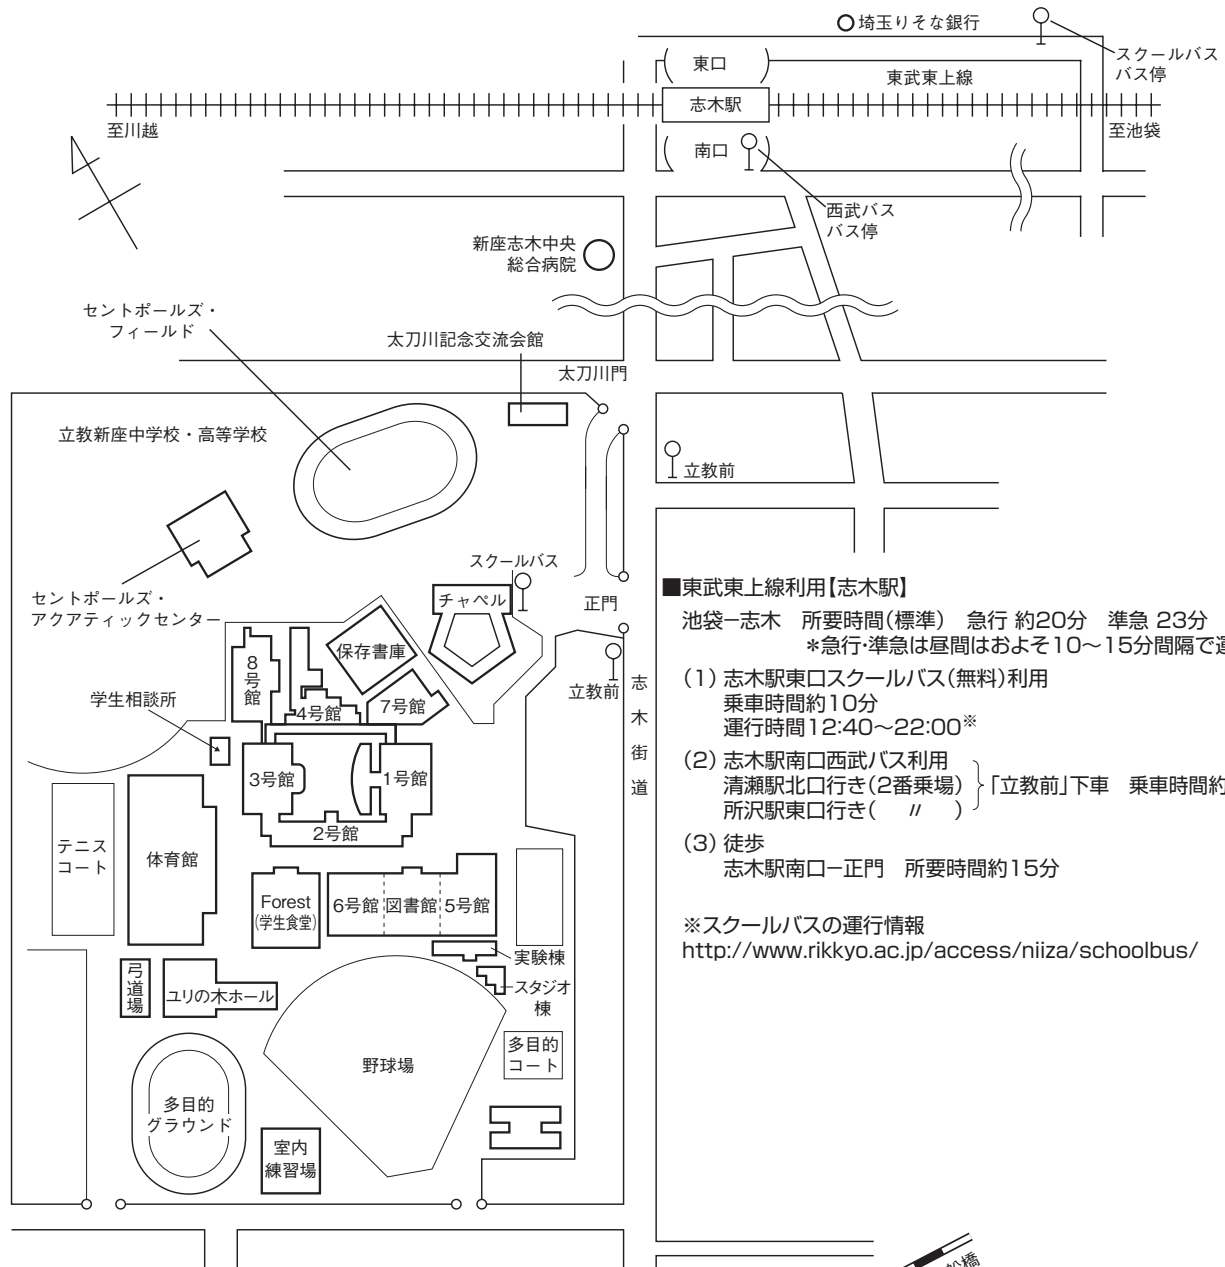 埼玉りそな銀行
スクールバス
バス停
東口
東武東上線
志木駅
至川越
至池袋
南口
西武バス
バス停
新座志木中央
総合病院
セントポールズ・
フィールド
太刀川記念交流会館
太刀川門
立教新座中学校・高等学校
立教前
スクールバス
チャペル
正門
セントポールズ・
アクアティックセンター
保存書庫
8号館
4号館
7号館
立教前
学生相談所
志木街道
3号館
1号館
2号館
テニス
コート
体育館
Forest
(学生食堂)
6号館
図書館
5号館
実験棟
スタジオ
棟
弓道場
ユリの木ホール
多目的
コート
野球場
多目的
グラウンド
室内
練習場
■東武東上線利用【志木駅】
池袋−志木　所要時間(標準)　急行 約20分　準急 23分
＊急行・準急は昼間はおよそ10〜15分間隔で
(1) 志木駅東口スクールバス(無料)利用
乗車時間約10分
運行時間12:40〜22:00※
(2) 志木駅南口西武バス利用
清瀬駅北口行き(2番乗場)
所沢駅東口行き(　〃　)
「立教前」下車　乗車時間約
(3) 徒歩
志木駅南口−正門　所要時間約15分
※スクールバスの運行情報
http://www.rikkyo.ac.jp/access/niiza/schoolbus/